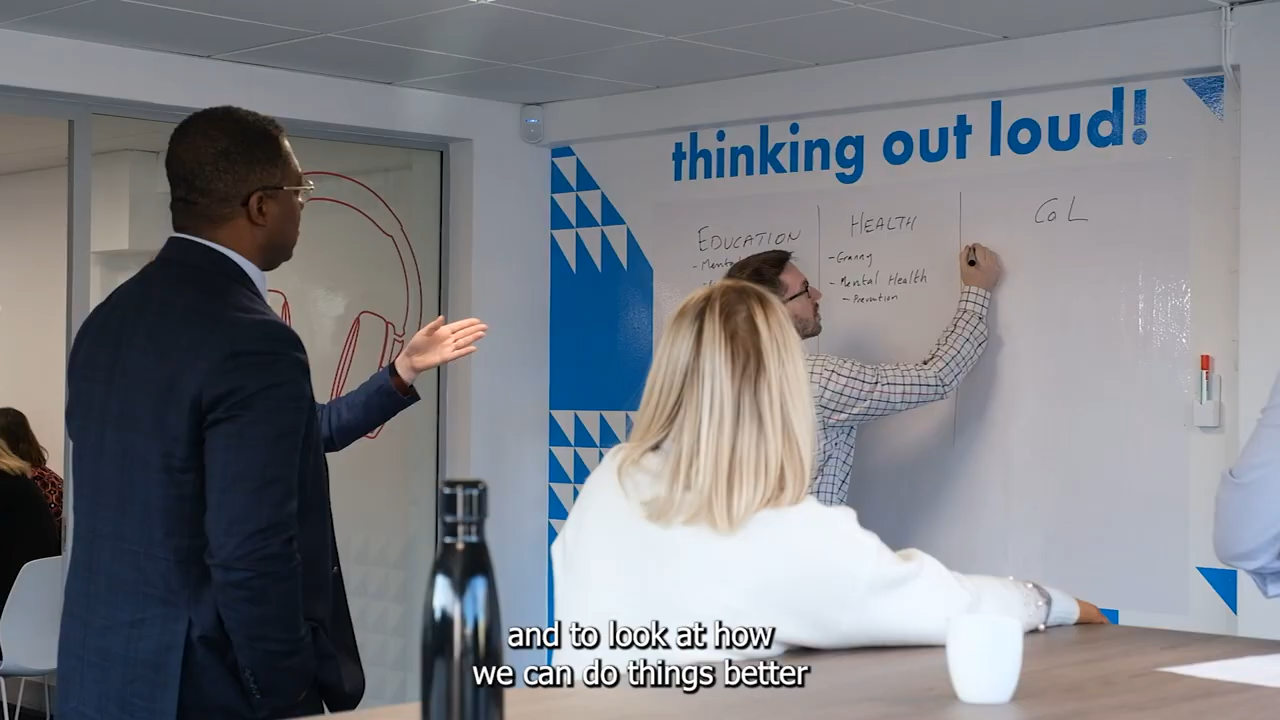 thinking out loud!
EDUCATION
- Mental
HEALTH
- Granny
- Mental Health
- Prevention
CoL
and to look at how
we can do things better